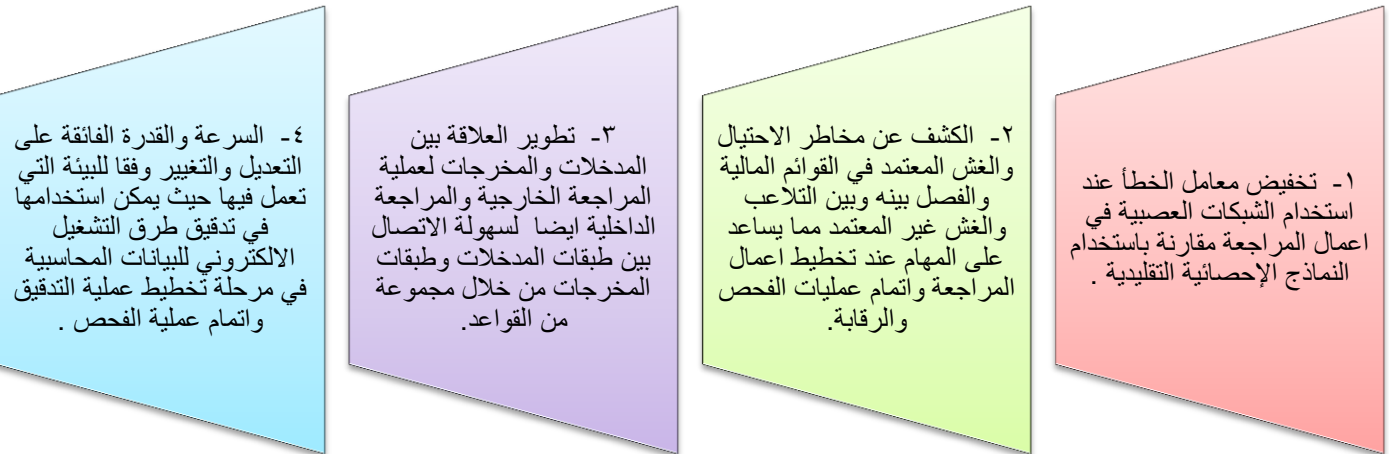 ١- تخفيض معامل الخطأ عند
استخدام الشبكات العصبية في
اعمال المراجعة مقارنة باستخدام
النماذج الإحصائية التقليدية .
٢- الكشف عن مخاطر الاحتيال
والغش المعتمد في القوائم المالية
والفصل بينه وبين التلاعب
والغش غير المعتمد مما يساعد
على المهام عند تخطيط اعمال
المراجعة واتمام عمليات الفحص
والرقابة.
٣- تطوير العلاقة بين
المدخلات والمخرجات لعملية
المراجعة الخارجية والمراجعة
الداخلية ايضا لسهولة الاتصال
بين طبقات المدخلات وطبقات
المخرجات من خلال مجموعة
من القواعد.
٤- السرعة والقدرة الفائقة على
التعديل والتغيير وفقا للبيئة التي
تعمل فيها حيث يمكن استخدامها
في تدقيق طرق التشغيل
الالكتروني للبيانات المحاسبية
في مرحلة تخطيط عملية التدقيق
واتمام عملية الفحص .